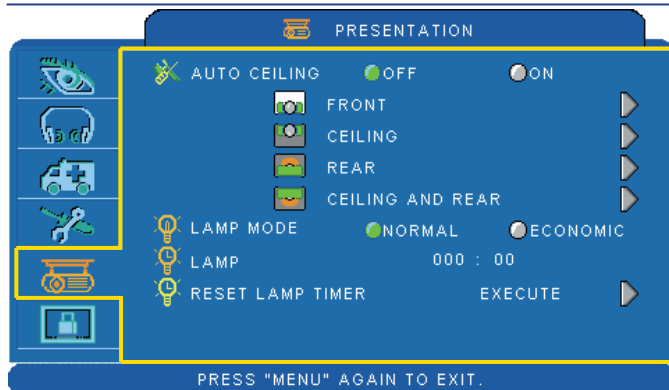 PRESENTATION
AUTO CEILING OFF ON
FRONT
CEILING
REAR
CEILING AND REAR
LAMP MODE NORMAL ECONOMIC
LAMP 000 : 00
RESET LAMP TIMER EXECUTE
PRESS "MENU" AGAIN TO EXIT.